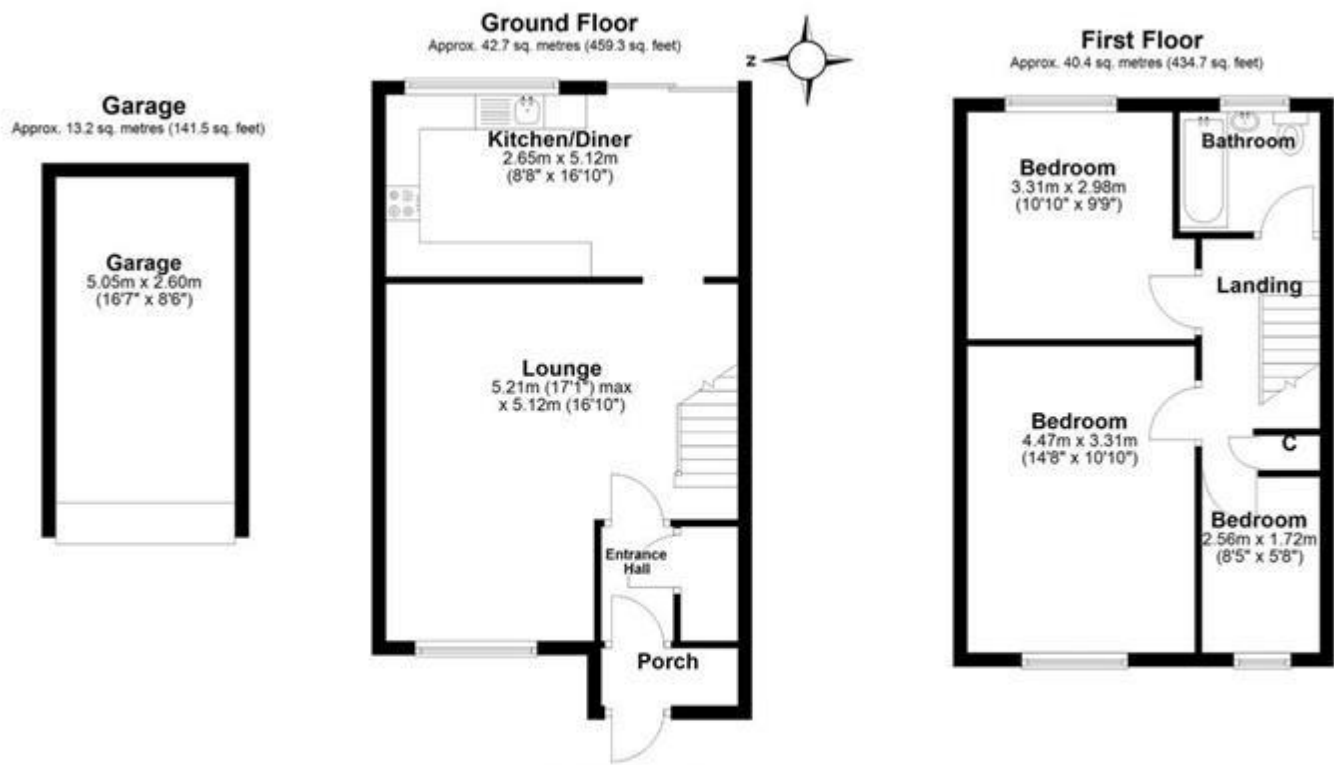 Garage
Approx. 13.2 sq. metres (141.5 sq. feet)
Garage
5.05m x 2.60m
(16'7" x 8'6")
Ground Floor
Approx. 42.7 sq. metres (459.3 sq. feet)
N
Kitchen/Diner
2.65m x 5.12m
(8'8" x 16'10")
Lounge
5.21m (17'1") max
x 5.12m (16'10")
Entrance
Hall
Porch
First Floor
Approx. 40.4 sq. metres (434.7 sq. feet)
Bedroom
3.31m x 2.98m
(10'10" x 9'9")
Bathroom
Landing
Bedroom
4.47m x 3.31m
(14'8" x 10'10")
C
Bedroom
2.56m x 1.72m
(8'5" x 5'8")